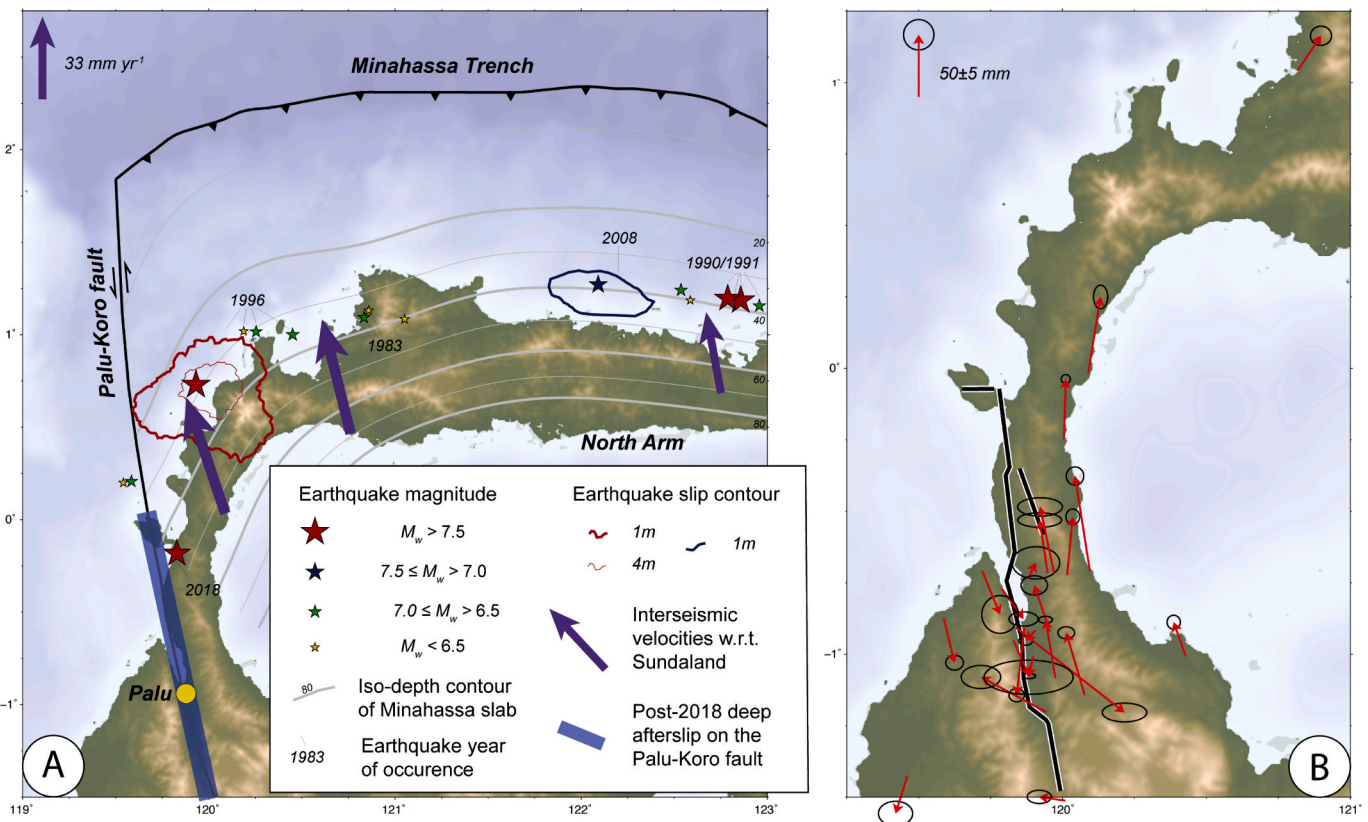 33 mm yr⁻¹
Minahassa Trench
2°
Palu-Koro fault
2008
20
1990/1991
1996
40
1°
1983
60
80
North Arm
0°
2018
Palu
-1°
Earthquake magnitude
Mw > 7.5
7.5 ≤ Mw > 7.0
7.0 ≤ Mw > 6.5
Mw < 6.5
80
Iso-depth contour
of Minahassa slab
1983
Earthquake year
of occurence
Earthquake slip contour
1m
1m
4m
Interseismic
velocities w.r.t.
Sundaland
Post-2018 deep
afterslip on the
Palu-Koro fault
A
119°
120°
121°
122°
123°
50±5 mm
1°
0°
-1°
B
120°
121°